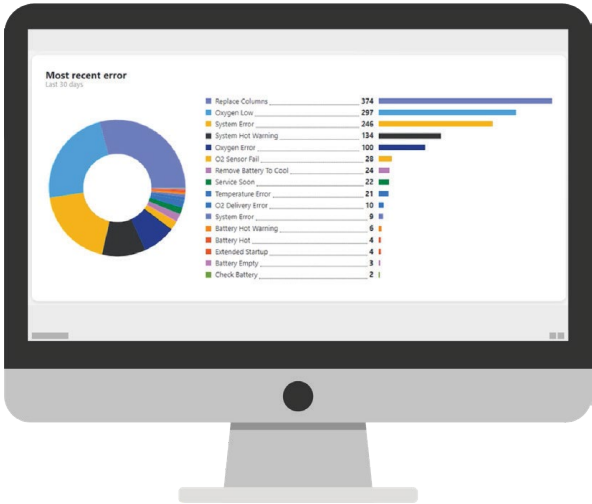 Most recent error
Last 30 days
Replace Columns 374
Oxygen Low 297
System Error 246
System Hot Warning 134
Oxygen Error 100
O2 Sensor Fail 28
Remove Battery To Cool 24
Service Soon 22
Temperature Error 21
O2 Delivery Error 10
System Error 9
Battery Hot Warning 6
Battery Hot 4
Extended Startup 4
Battery Empty 3
Check Battery 2